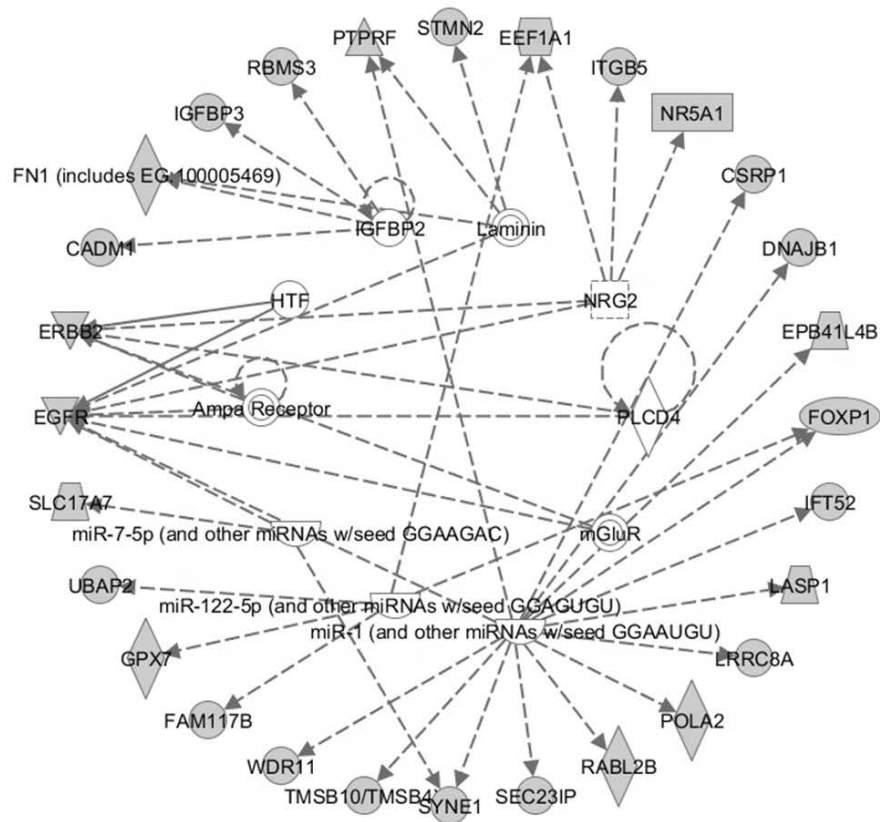 STMN2
PTPRF
EEF1A1
RBMS3
ITGB5
IGFBP3
NR5A1
FN1 (includes EG:100005469)
CSRP1
IGFBP2
Laminin
CADM1
DNAJB1
HTF
NRG2
ERBB2
EPB41L4B
Ampa Receptor
EGFR
PLCD4
FOXP1
SLC17A7
IFT52
miR-7-5p (and other miRNAs w/seed GGAAGAC)
mGluR
UBAP2
LASP1
miR-122-5p (and other miRNAs w/seed GGAGUGU)
miR-1 (and other miRNAs w/seed GGAAUGU)
GPX7
LRRC8A
FAM117B
POLA2
WDR11
RABL2B
TMSB10/TMSB4
SYNE1
SEC23IP